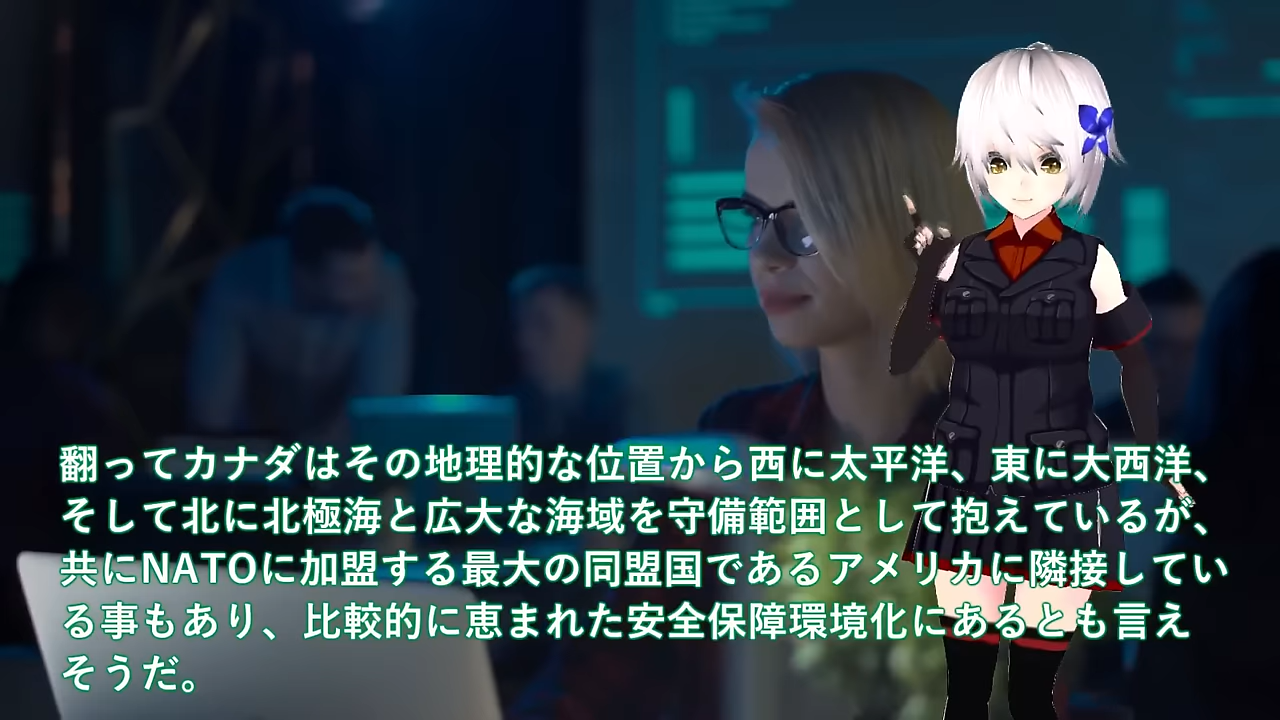 翻ってカナダはその地理的な位置から西に太平洋、東に大西洋、
そして北に北極海と広大な海域を守備範囲として抱えているが、
共にNATOに加盟する最大の同盟国であるアメリカに隣接してい
る事もあり、比較的に恵まれた安全保障環境化にあるとも言え
そうだ。